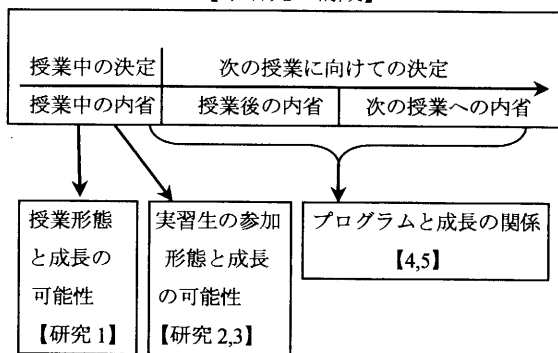 授業中の決定 次の授業に向けての決定
授業中の内省 授業後の内省 次の授業への内省
授業形態
と成長の
可能性
【研究1】
実習生の参加
形態と成長
の可能性
【研究2,3】
プログラムと成長の関係
【4,5】